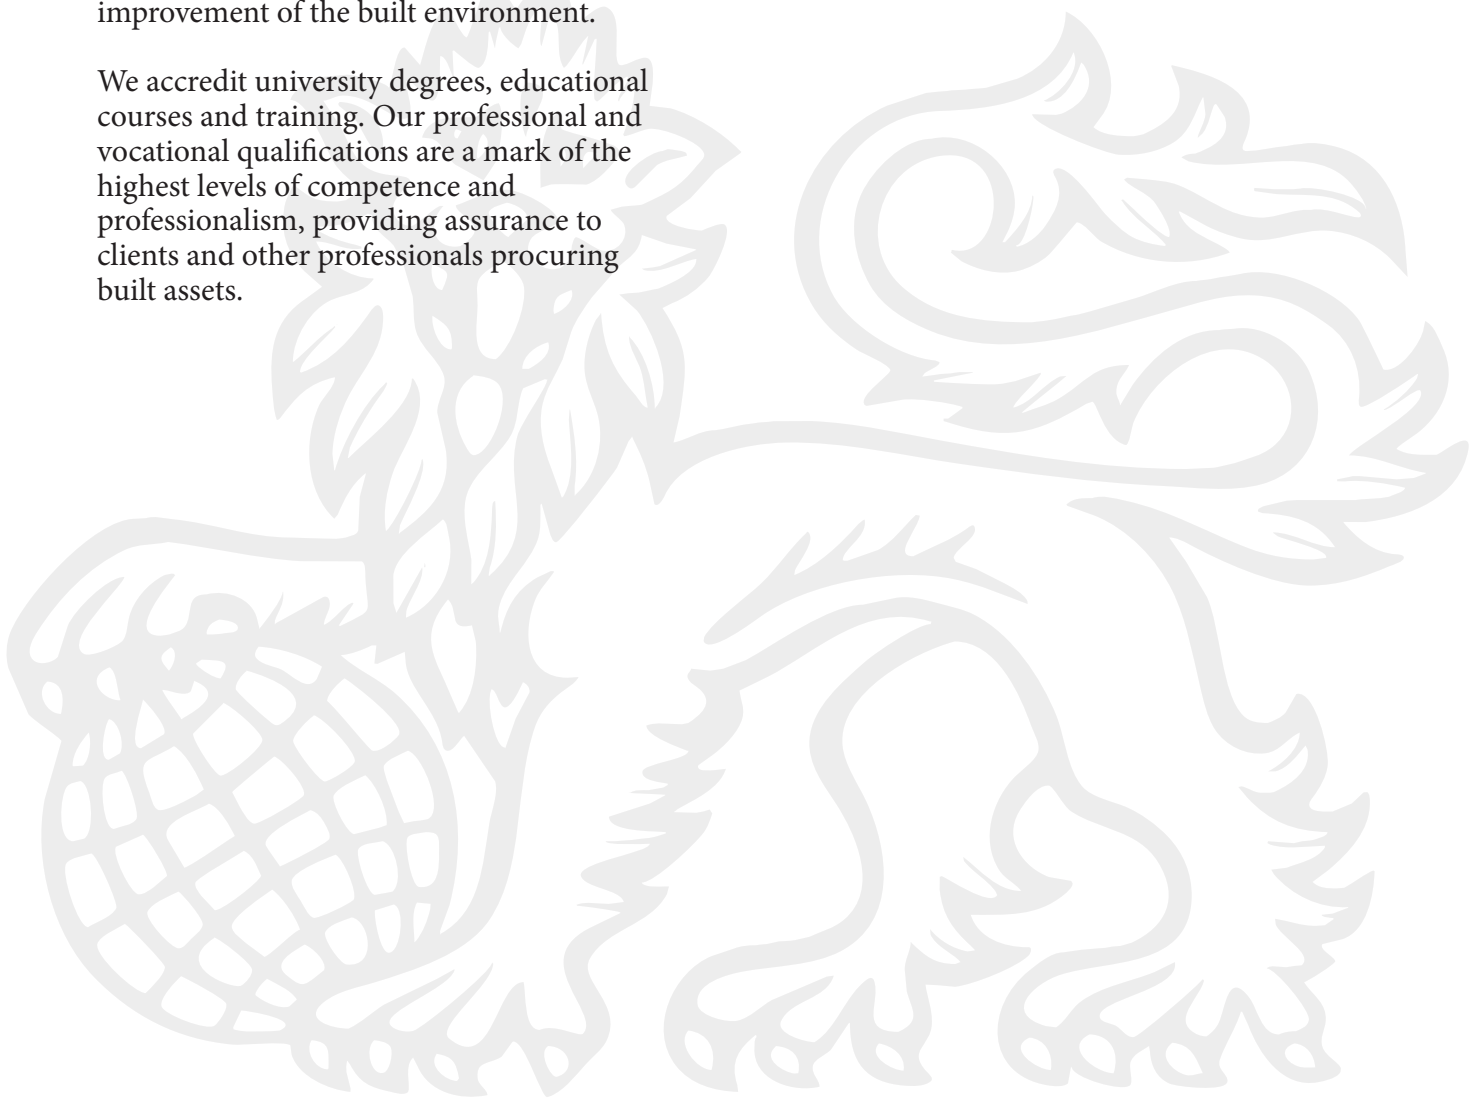 improvement of the built environment.
We accredit university degrees, educational
courses and training. Our professional and
vocational qualifications are a mark of the
highest levels of competence and
professionalism, providing assurance to
clients and other professionals procuring
built assets.